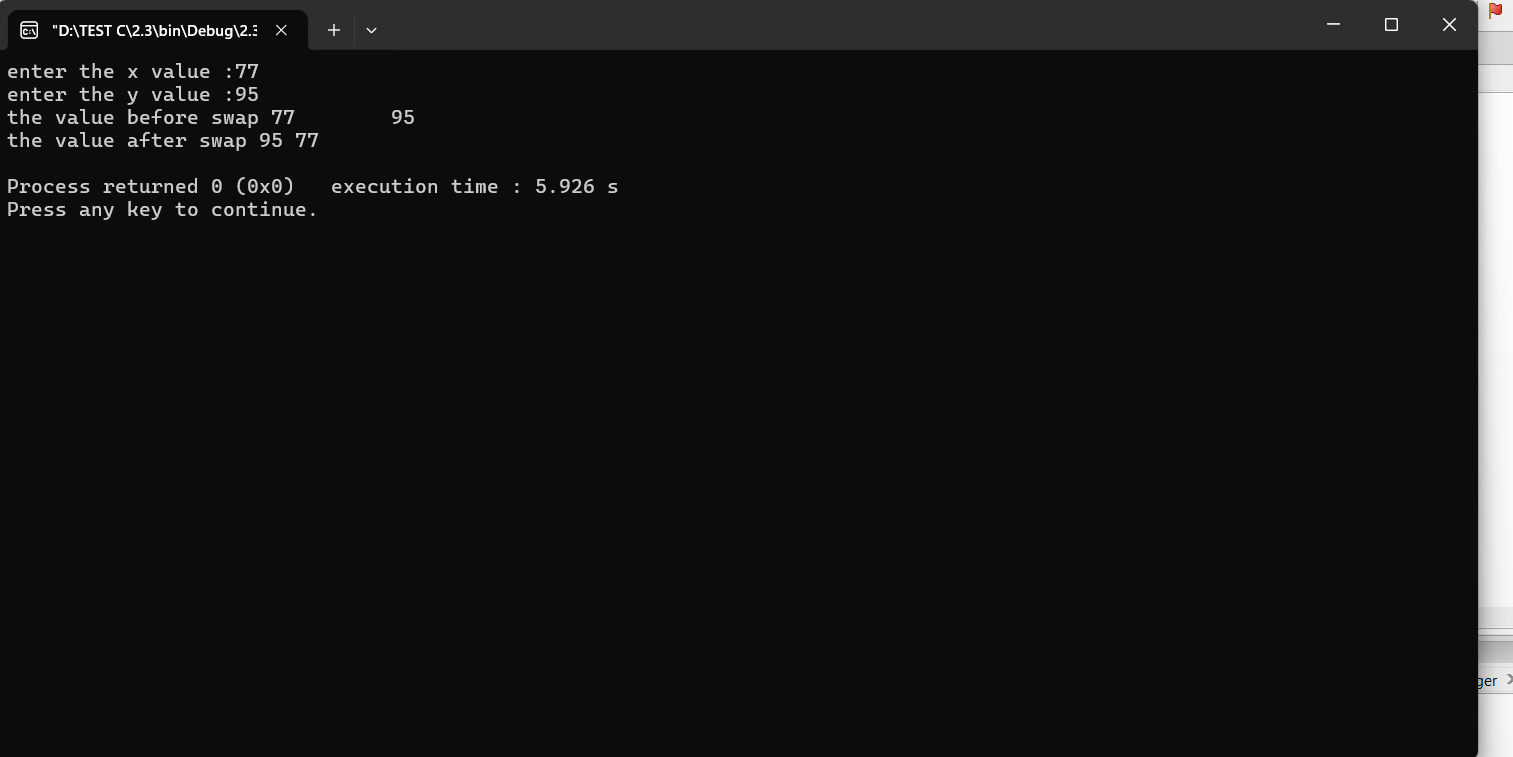 "D:\TEST C\2.3\bin\Debug\2.3
enter the x value :77
enter the y value :95
the value before swap 77        95
the value after swap 95 77
Process returned 0 (0x0)   execution time : 5.926 s
Press any key to continue.
ger